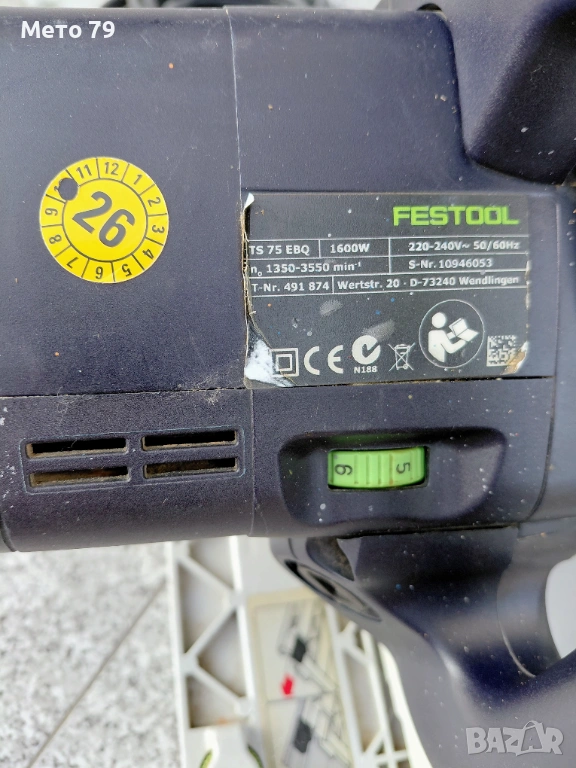 Мето 79
11 12 1 2 3 4 5 6 7 8 9
26
FESTOOL
TS 75 EBQ 1600W 220-240V~ 50/60Hz
n₀ 1350-3550 min⁻¹ S-Nr. 10946053
T-Nr. 491 874 Wertstr. 20 · D-73240 Wendlingen
CE
N188
6 5
BAZAR